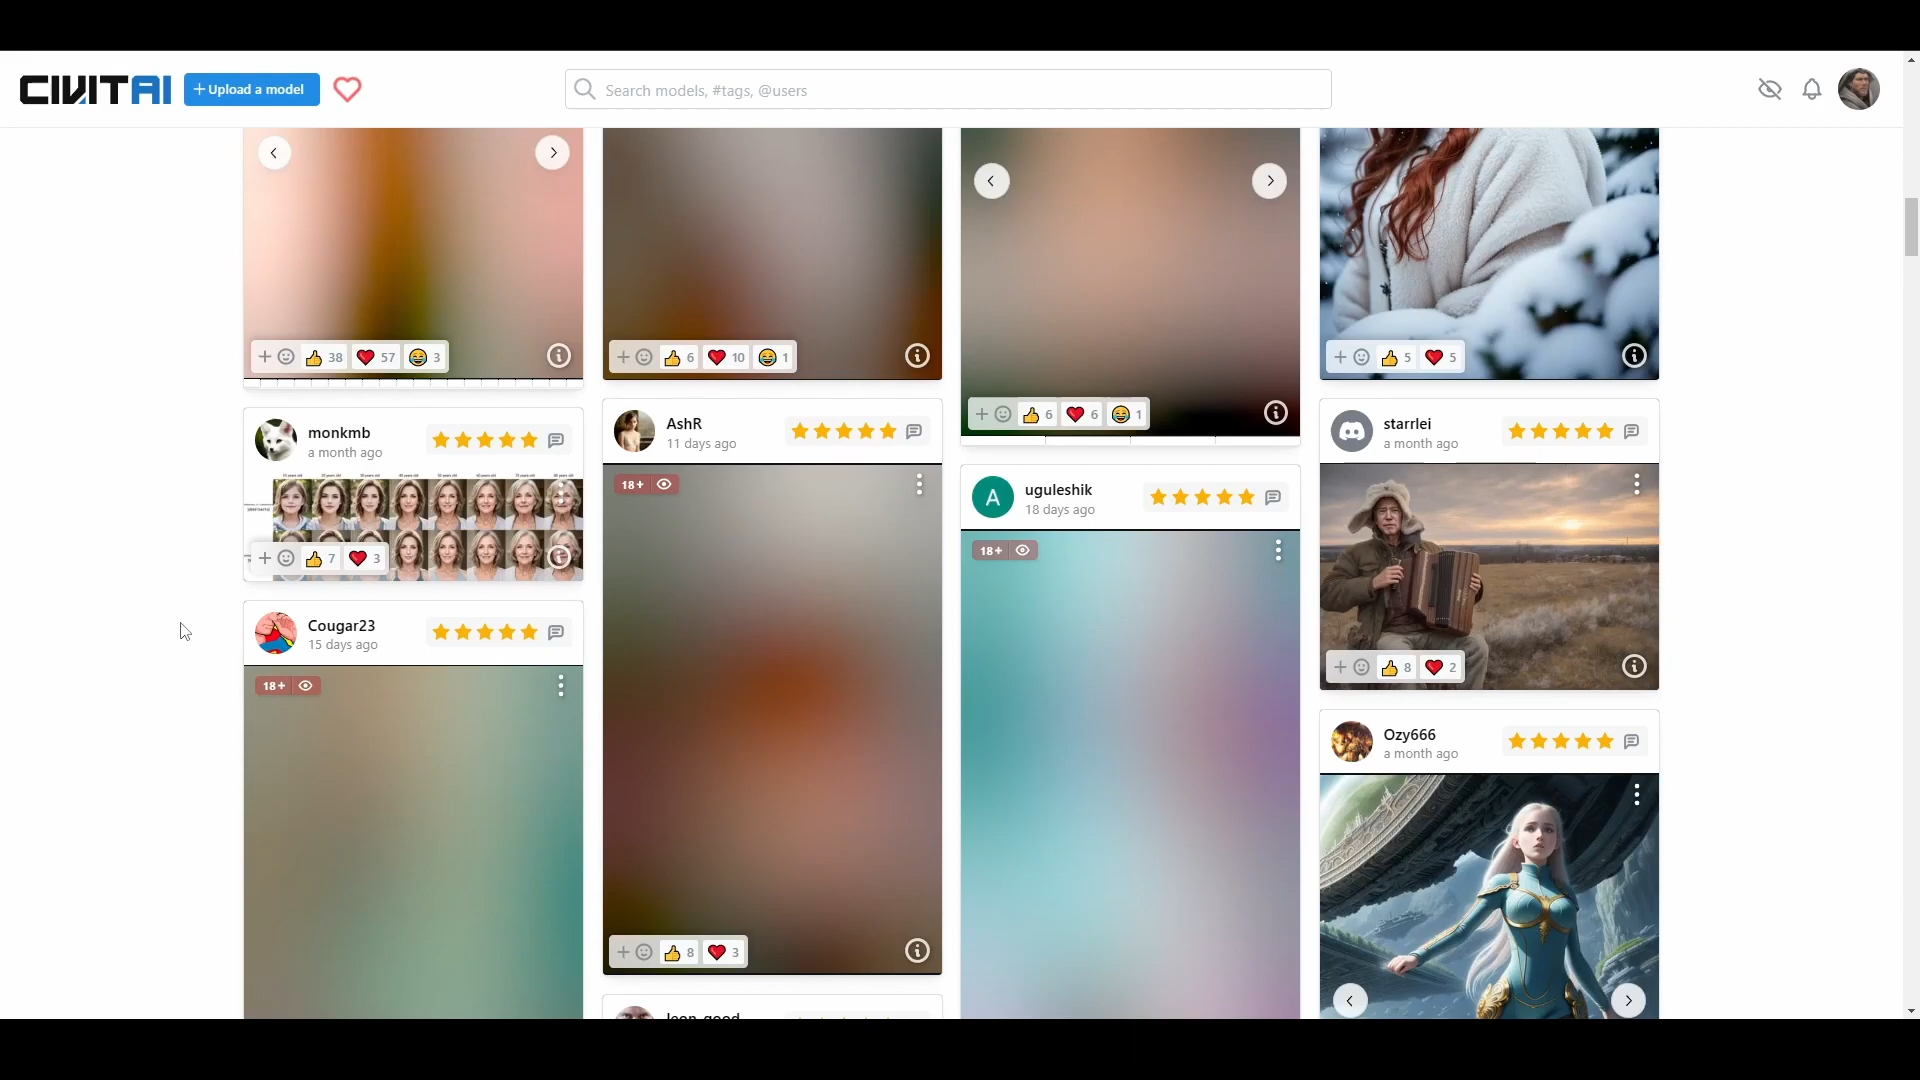 CIVITAI
+ Upload a model
Search models, #tags, @users
38 57 3
6 10 1
6 6 1
5 5
monkmb
a month ago
7 3
Cougar23
15 days ago
18+
AshR
11 days ago
18+
8 3
uguleshik
18 days ago
A
18+
starrlei
a month ago
8 2
Ozy666
a month ago